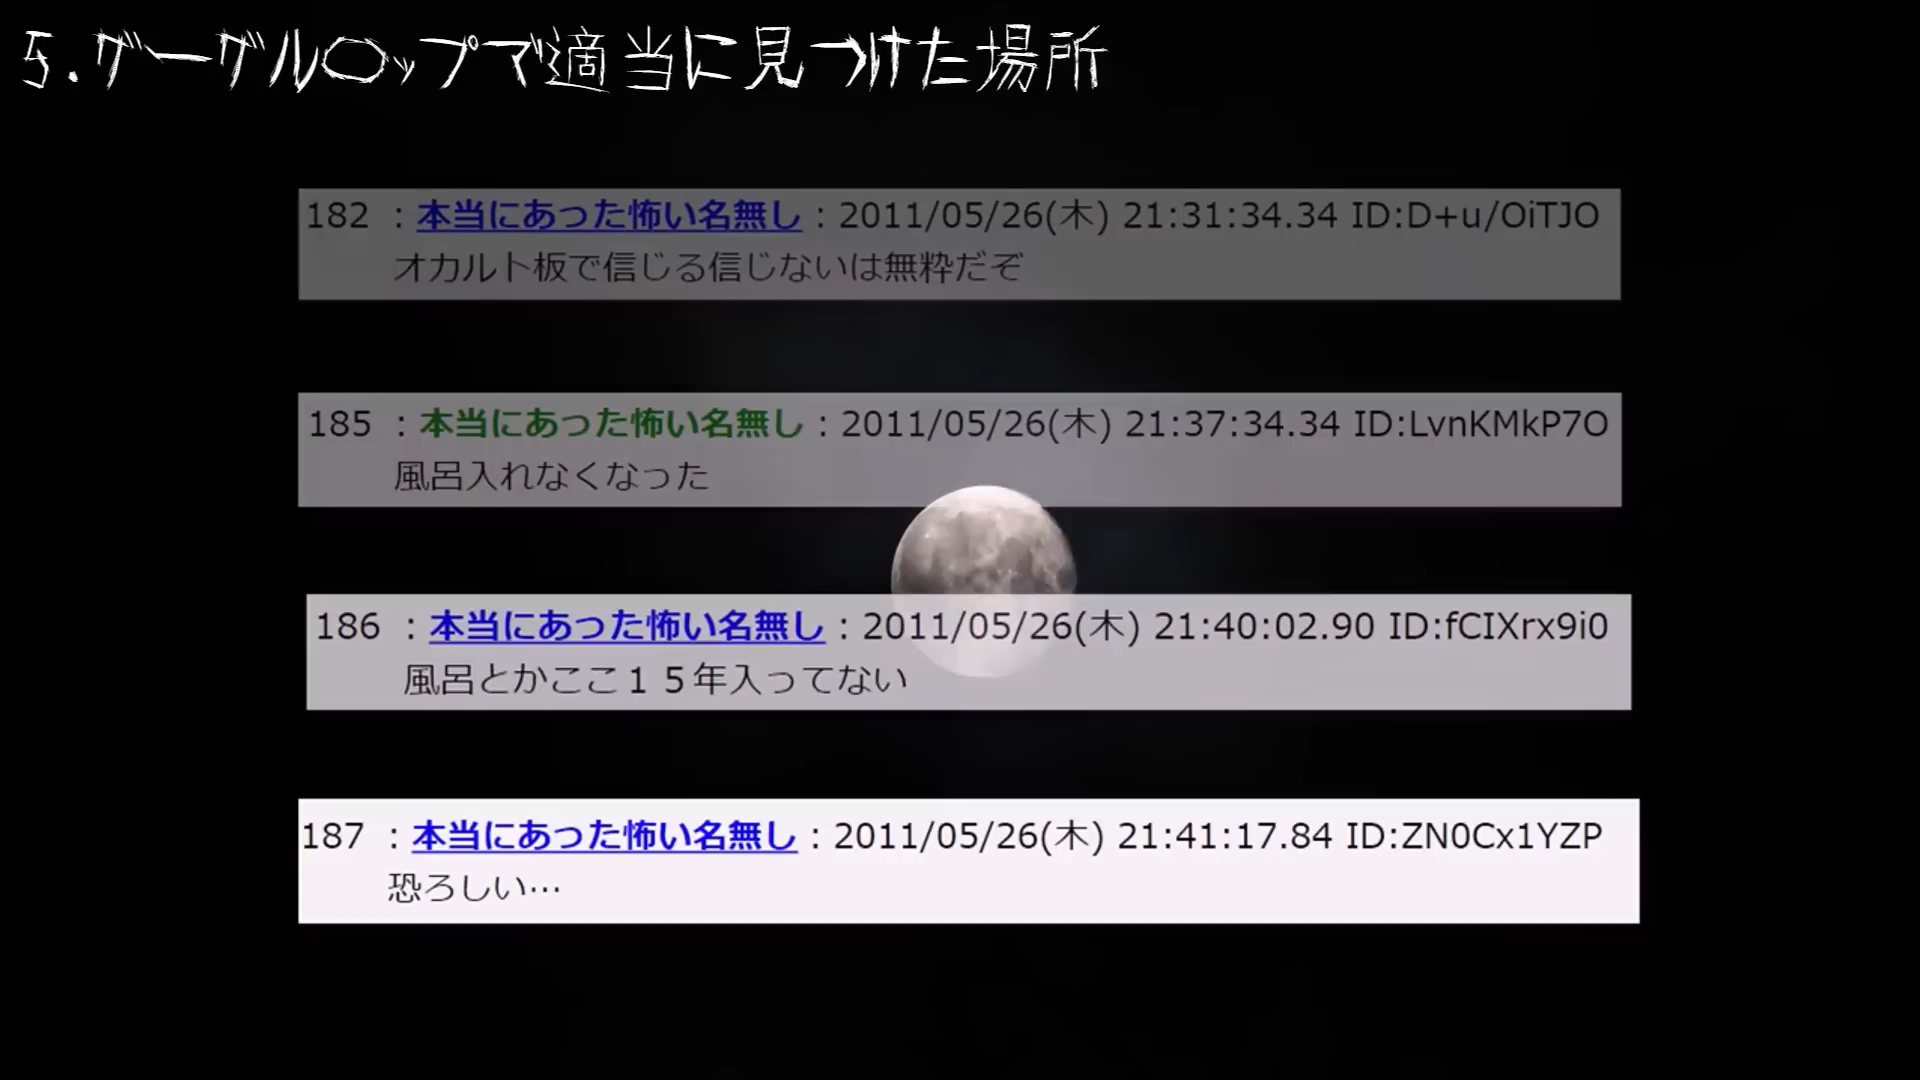 5.グーグル〇ップで適当に見つけた場所
182 ：本当にあった怖い名無し：2011/05/26(木) 21:31:34.34 ID:D+u/OiTJO
オカルト板で信じる信じないは無粋だぞ
185 ：本当にあった怖い名無し：2011/05/26(木) 21:37:34.34 ID:LvnKMkP7O
風呂入れなくなった
186 ：本当にあった怖い名無し：2011/05/26(木) 21:40:02.90 ID:fCIXrx9i0
風呂とかここ１５年入ってない
187 ：本当にあった怖い名無し：2011/05/26(木) 21:41:17.84 ID:ZN0Cx1YZP
恐ろしい…